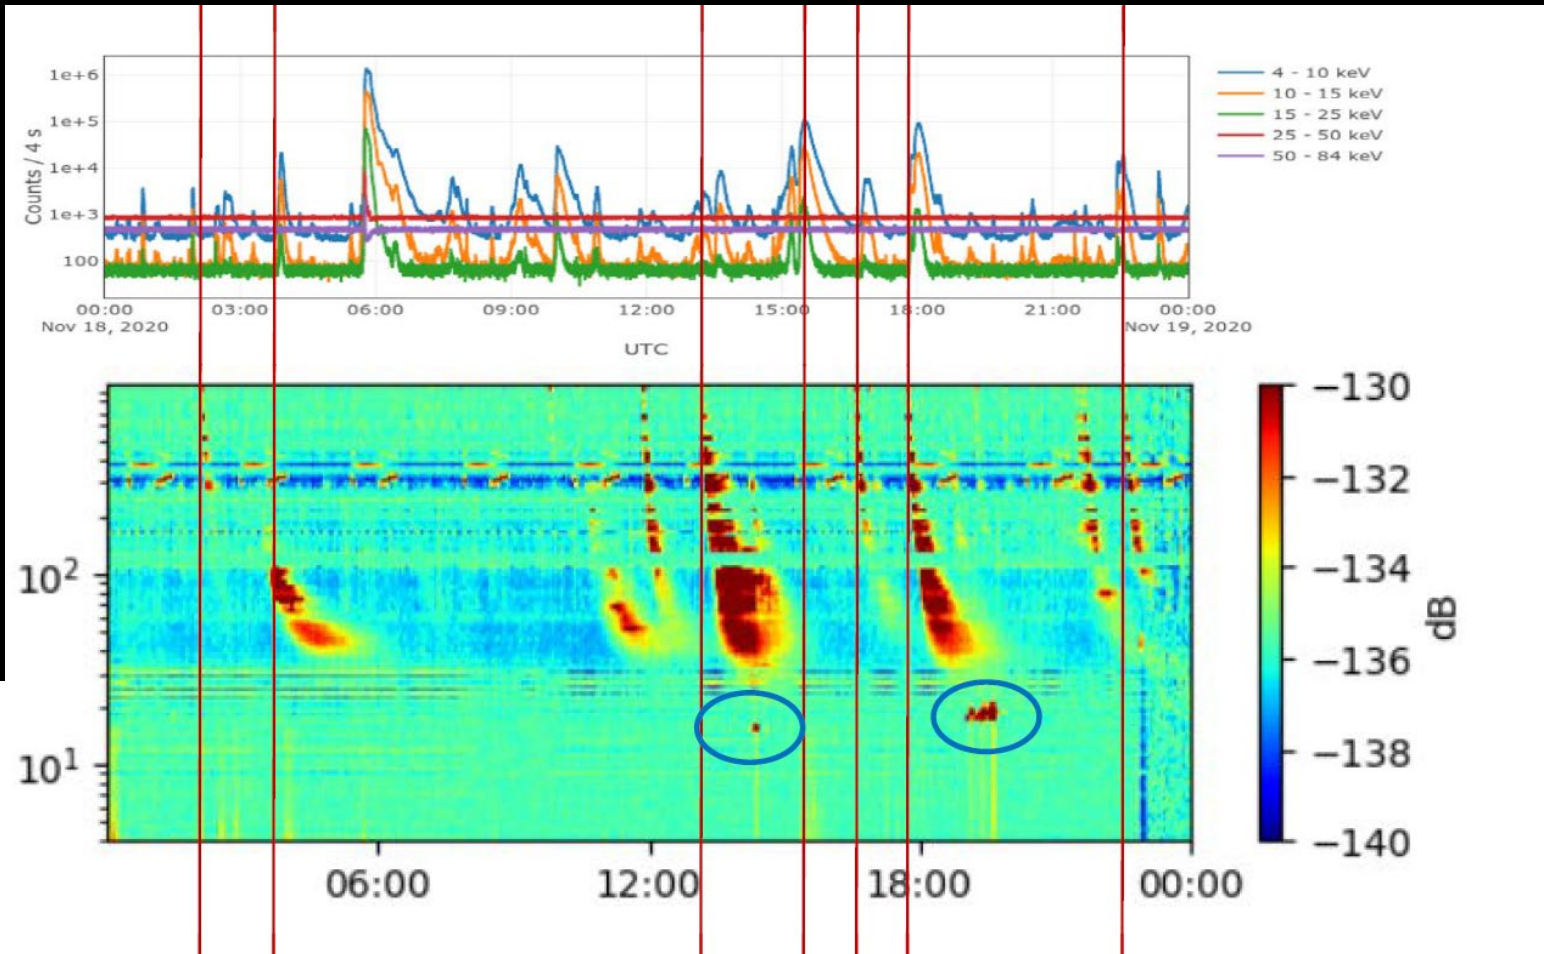 1e+6
1e+5
1e+4
1e+3
100
Counts / 4 s
4 - 10 keV
10 - 15 keV
15 - 25 keV
25 - 50 keV
50 - 84 keV
00:00 03:00 06:00 09:00 12:00 15:00 18:00 21:00 00:00
Nov 18, 2020 Nov 19, 2020
UTC
10²
10¹
06:00 12:00 18:00 00:00
−130
−132
−134
−136
−138
−140
dB